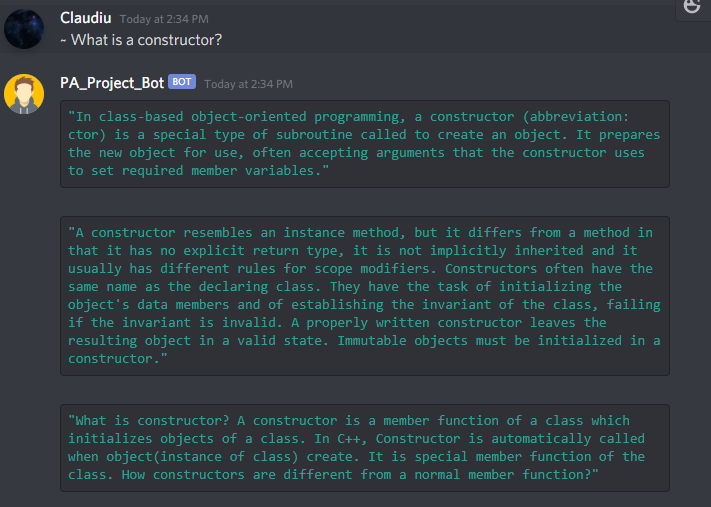 Claudiu Today at 2:34 PM
~ What is a constructor?
PA_Project_Bot BOT Today at 2:34 PM
"In class-based object-oriented programming, a constructor (abbreviation:
ctor) is a special type of subroutine called to create an object. It prepares
the new object for use, often accepting arguments that the constructor uses
to set required member variables."
"A constructor resembles an instance method, but it differs from a method in
that it has no explicit return type, it is not implicitly inherited and it
usually has different rules for scope modifiers. Constructors often have the
same name as the declaring class. They have the task of initializing the
object's data members and of establishing the invariant of the class, failing
if the invariant is invalid. A properly written constructor leaves the
resulting object in a valid state. Immutable objects must be initialized in a
constructor."
"What is constructor? A constructor is a member function of a class which
initializes objects of a class. In C++, Constructor is automatically called
when object(instance of class) create. It is special member function of the
class. How constructors are different from a normal member function?"